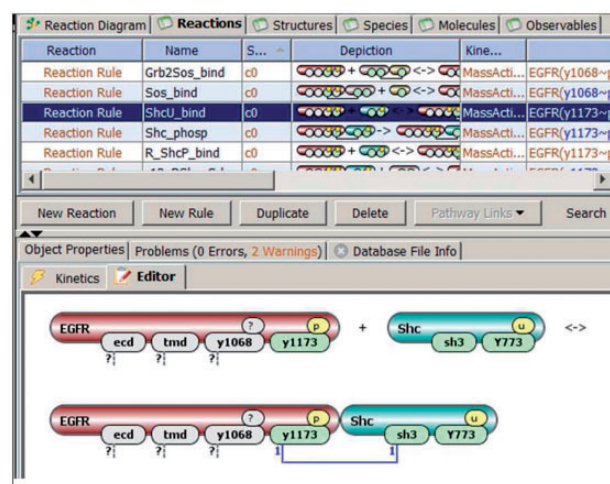 Reaction Diagram Reactions Structures Species Molecules Observables
Reaction Name S... Depiction Kine...
Reaction Rule Grb2Sos_bind c0 + <-> MassActi... EGFR(y1068~p
Reaction Rule Sos_bind c0 + <-> MassActi... EGFR(y1068~p
Reaction Rule ShcU_bind c0 + <-> MassActi... EGFR(y1173~p
Reaction Rule Shc_phosp c0 -> MassActi... EGFR(y1173~p
Reaction Rule R_ShcP_bind c0 + <-> MassActi... EGFR(y1173~p
New Reaction New Rule Duplicate Delete Pathway Links Search
Object Properties Problems (0 Errors, 2 Warnings) Database File Info
Kinetics Editor
? p u
EGFR + Shc <->
ecd tmd y1068 y1173 sh3 Y773
? ? ?
? p u
EGFR Shc
ecd tmd y1068 y1173 sh3 Y773
? ? ? 1 1